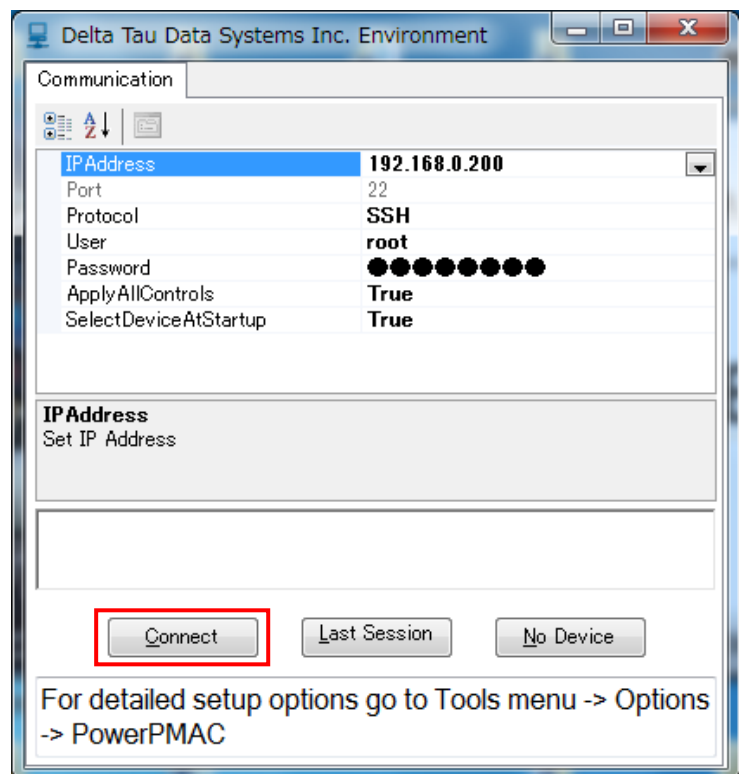 Delta Tau Data Systems Inc. Environment
Communication
IPAddress 192.168.0.200
Port 22
Protocol SSH
User root
Password ●●●●●●●●
ApplyAllControls True
SelectDeviceAtStartup True
IPAddress
Set IP Address
Connect Last Session No Device
For detailed setup options go to Tools menu -> Options
-> PowerPMAC